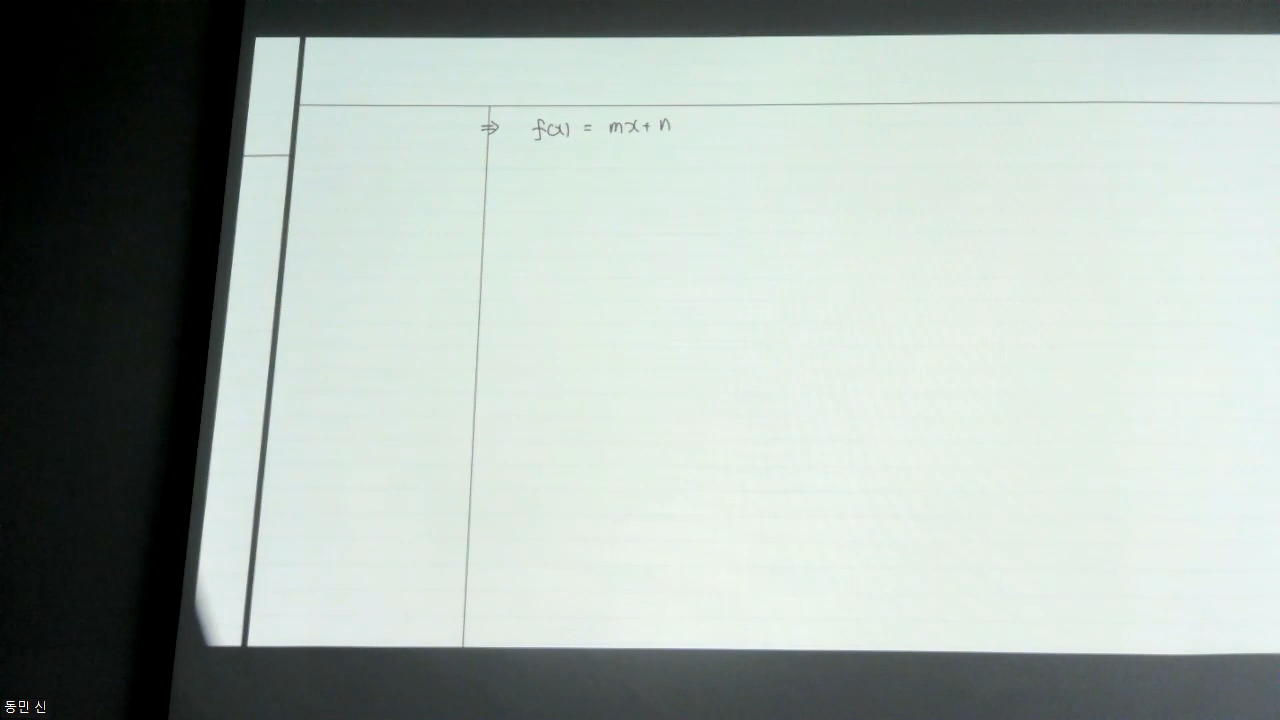 ⇒ f(x) = mx+n
동민 신